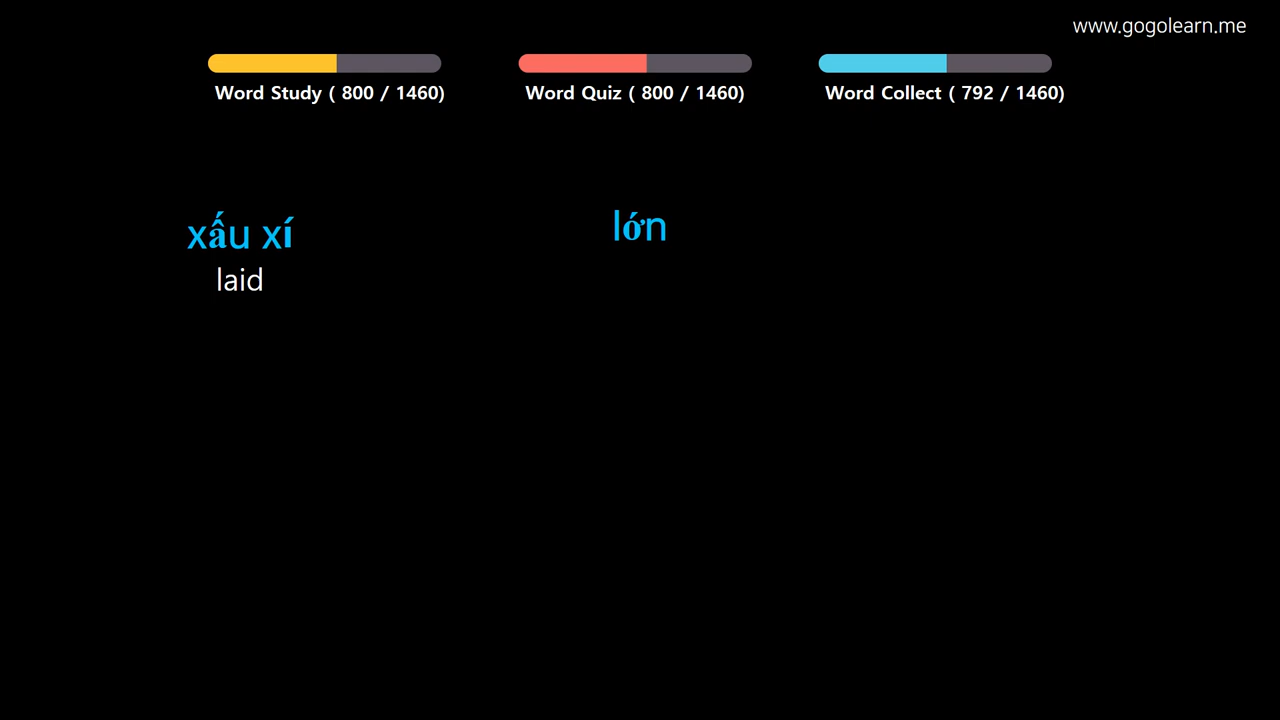 www.gogolearn.me
Word Study ( 800 / 1460)
Word Quiz ( 800 / 1460)
Word Collect ( 792 / 1460)
xấu xí
laid
lớn